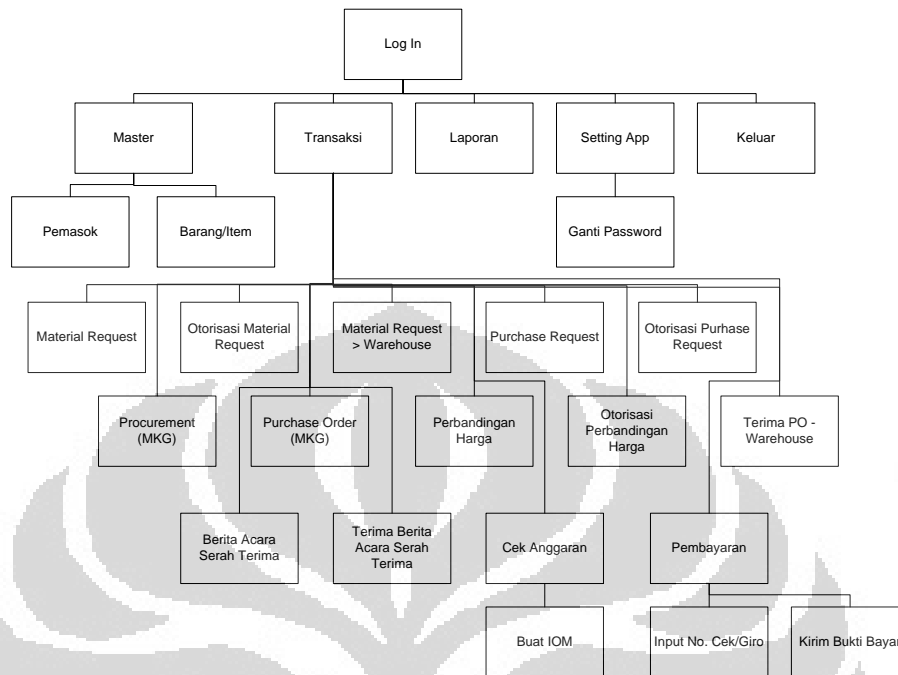 Log In
Master
Transaksi
Laporan
Setting App
Keluar
Pemasok
Barang/Item
Ganti Password
Material Request
Otorisasi Material
Request
Material Request
> Warehouse
Purchase Request
Otorisasi Purhase
Request
Procurement
(MKG)
Purchase Order
(MKG)
Perbandingan
Harga
Otorisasi
Perbandingan
Harga
Terima PO -
Warehouse
Berita Acara
Serah Terima
Terima Berita
Acara Serah
Terima
Cek Anggaran
Pembayaran
Buat IOM
Input No. Cek/Giro
Kirim Bukti Bayar